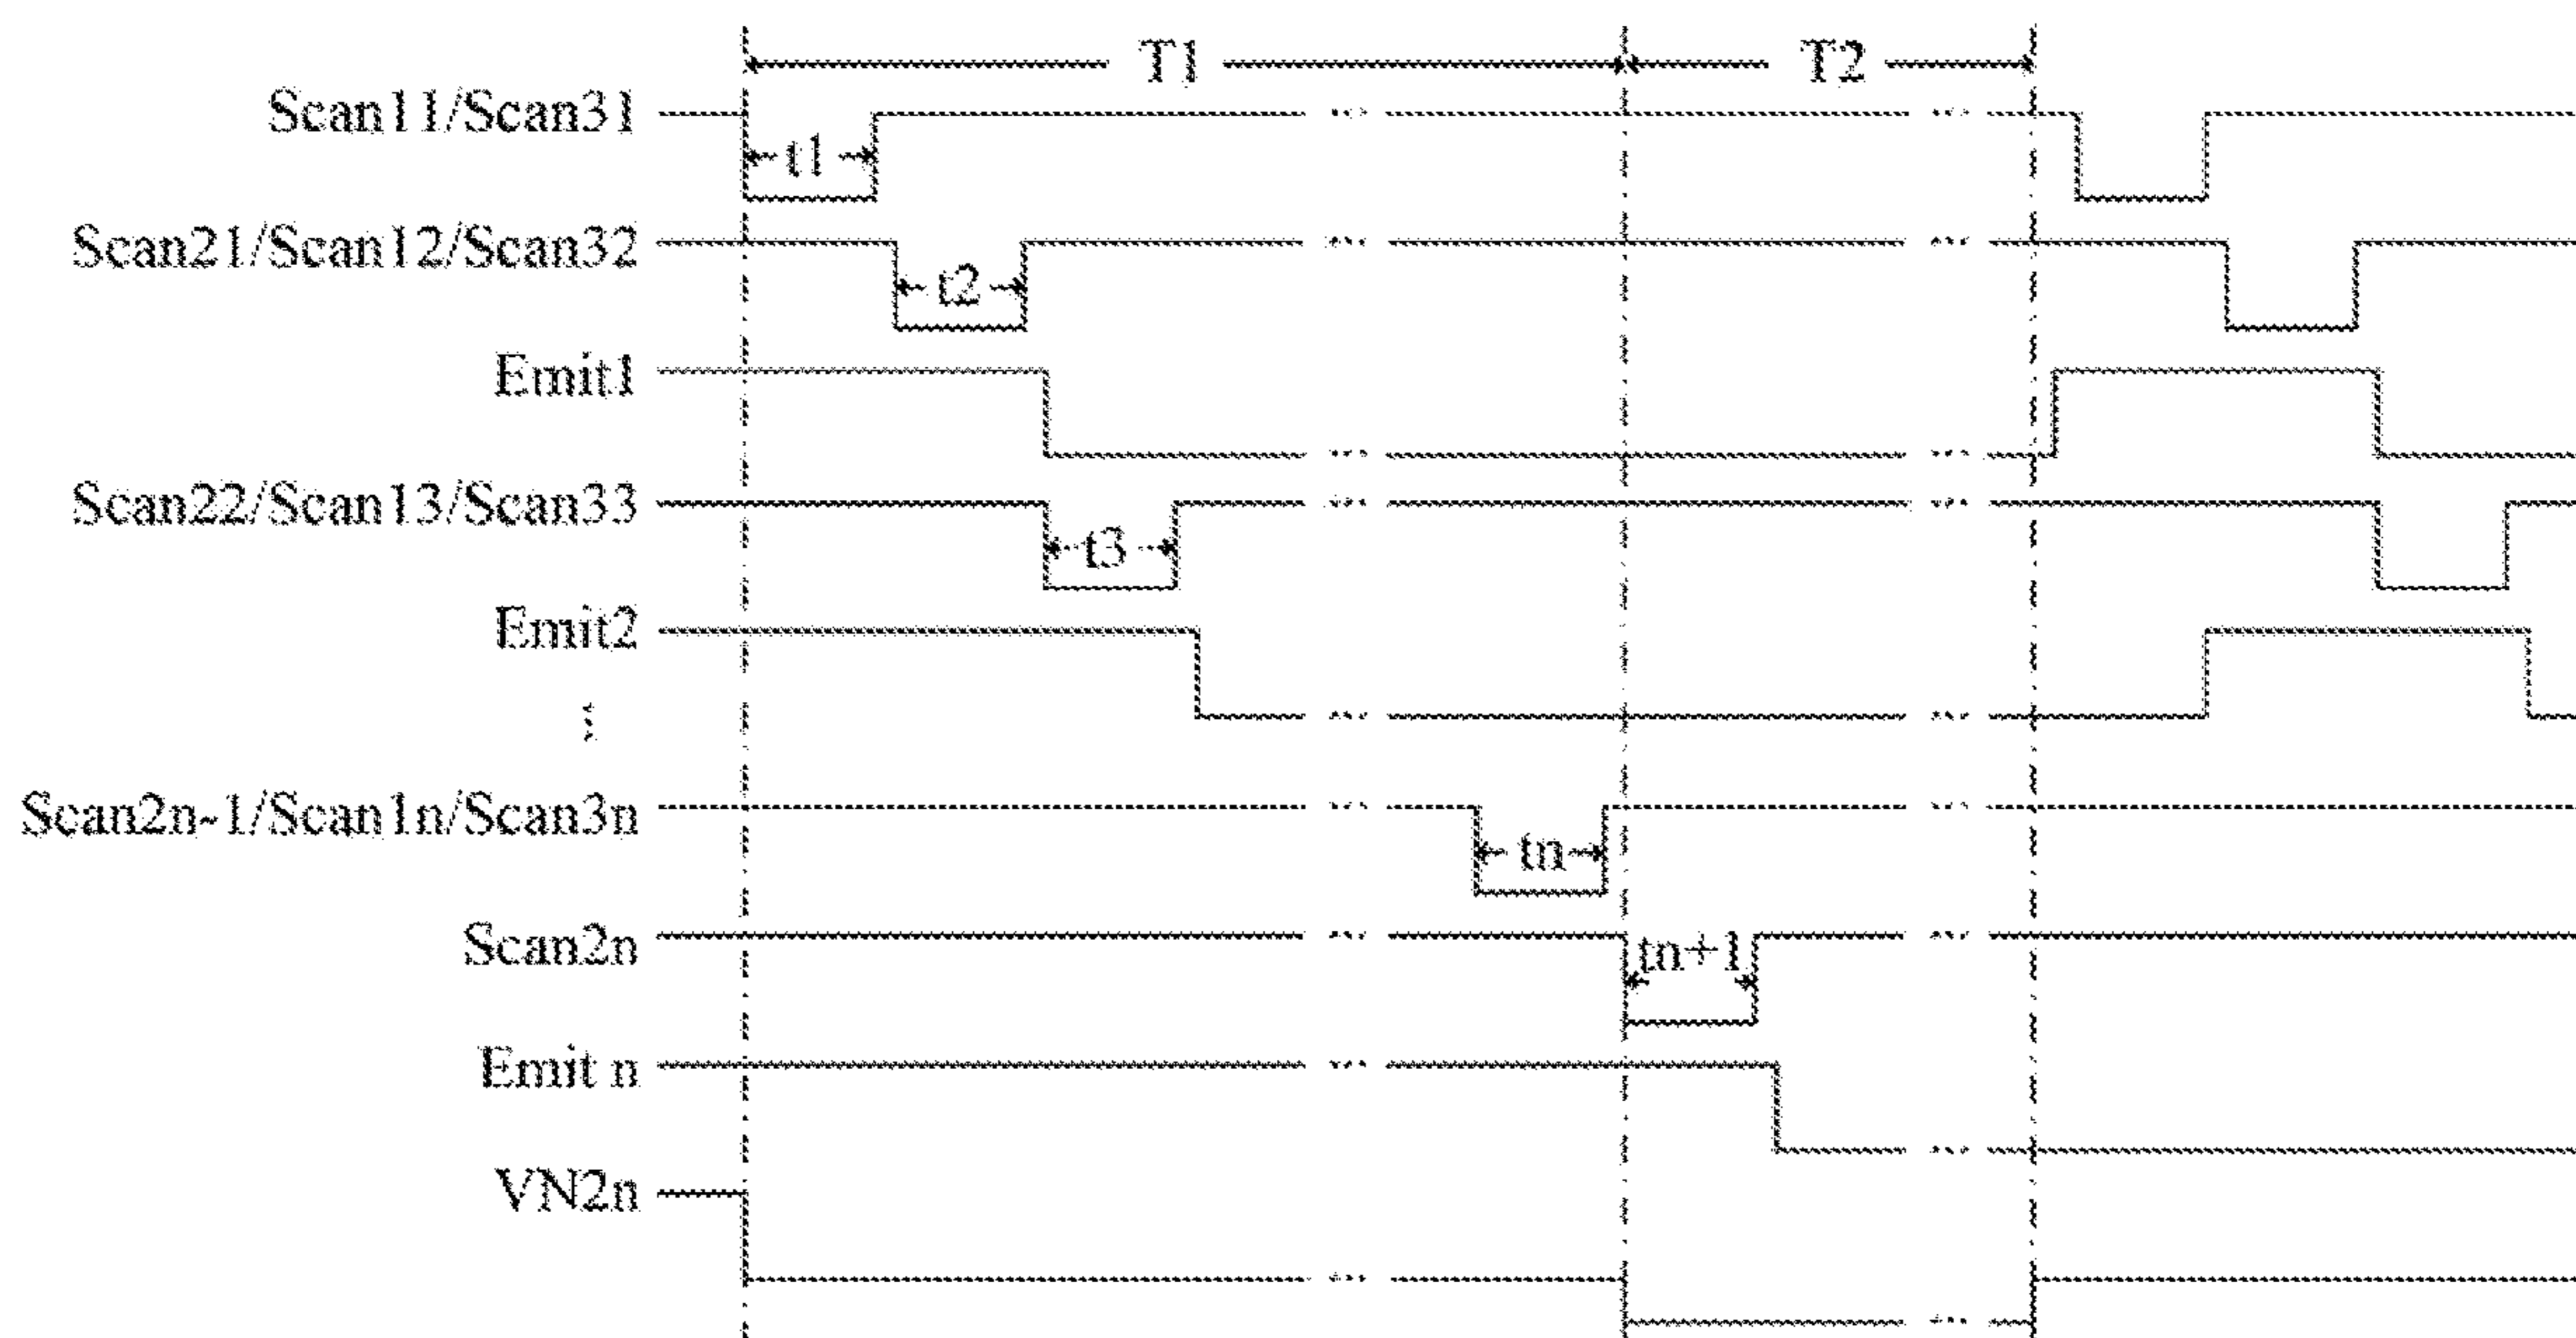 T1 T2
Scan11/Scan31
t1
Scan21/Scan12/Scan32
t2
Emit1
Scan22/Scan13/Scan33
t3
Emit2
Scan2n-1/Scan1n/Scan3n
tn
Scan2n
tn+1
Emit n
VN2n